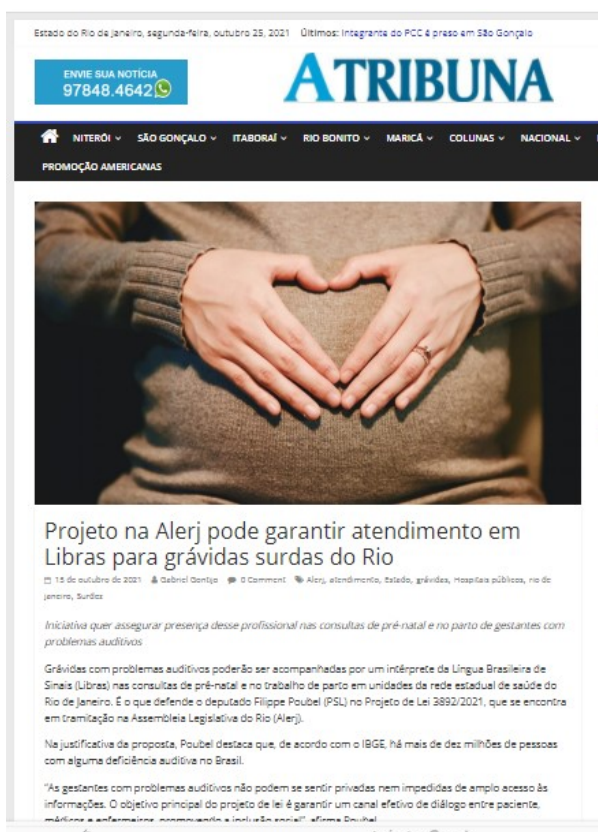 Estado do Rio de Janeiro, segunda-feira, outubro 25, 2021 Últimos: Integrante do PCC é preso em São Gonçalo
ENVIE SUA NOTÍCIA
97848.4642
A TRIBUNA
NITERÓI SÃO GONÇALO ITABORAÍ RIO BONITO MARICÁ COLUNAS NACIONAL
PROMOÇÃO AMERICANAS
Projeto na Alerj pode garantir atendimento em
Libras para grávidas surdas do Rio
15 de outubro de 2021 Gabriel Gontijo 0 Comment Alerj, atendimento, Estado, grávidas, Hospitais públicos, rio de
janeiro, Surdos
Iniciativa quer assegurar presença desse profissional nas consultas de pré-natal e no parto de gestantes com
problemas auditivos
Grávidas com problemas auditivos poderão ser acompanhadas por um intérprete da Língua Brasileira de
Sinais (Libras) nas consultas de pré-natal e no trabalho de parto em unidades da rede estadual de saúde do
Rio de Janeiro. É o que defende o deputado Filippe Poubel (PSL) no Projeto de Lei 3892/2021, que se encontra
em tramitação na Assembleia Legislativa do Rio (Alerj).
Na justificativa da proposta, Poubel destaca que, de acordo com o IBGE, há mais de dez milhões de pessoas
com alguma deficiência auditiva no Brasil.
"As gestantes com problemas auditivos não podem se sentir privadas nem impedidas de amplo acesso às
informações. O objetivo principal do projeto de lei é garantir um canal efetivo de diálogo entre paciente,
médicos e enfermeiros, promovendo a inclusão social", afirma Poubel.